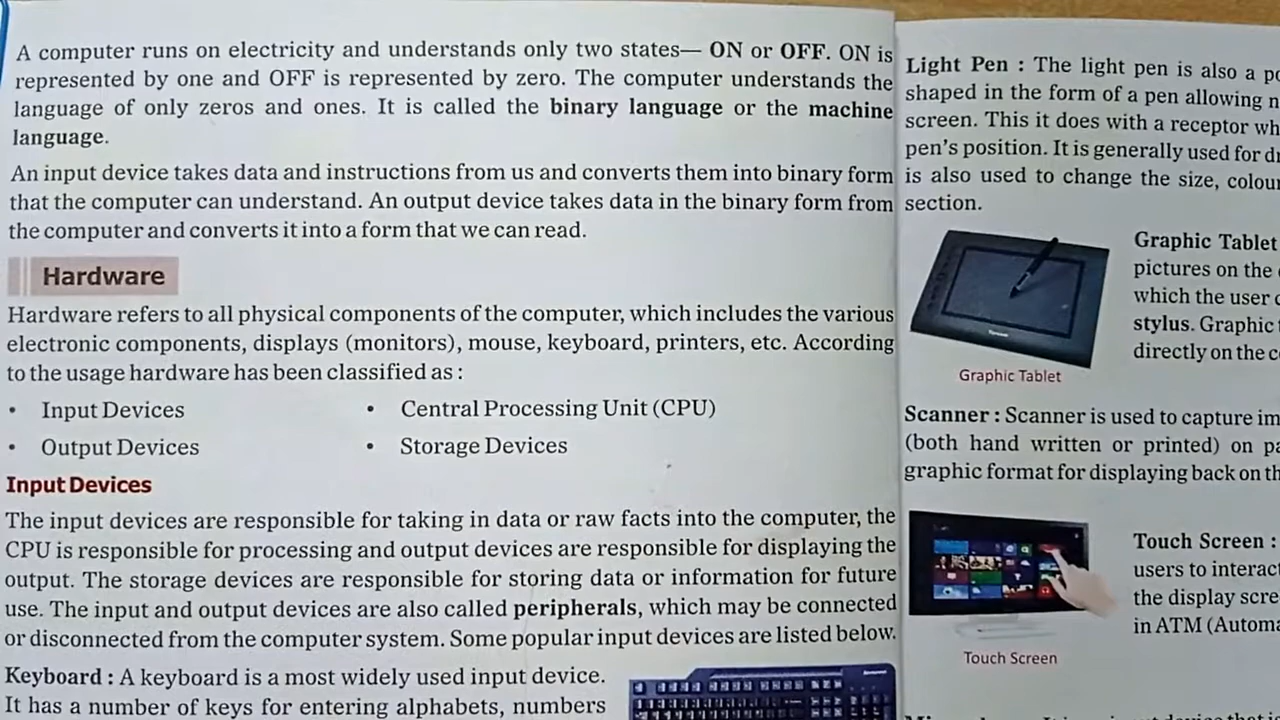 A computer runs on electricity and understands only two states— ON or OFF. ON is
represented by one and OFF is represented by zero. The computer understands the
language of only zeros and ones. It is called the binary language or the machine
language.
An input device takes data and instructions from us and converts them into binary form
that the computer can understand. An output device takes data in the binary form from
the computer and converts it into a form that we can read.
Hardware
Hardware refers to all physical components of the computer, which includes the various
electronic components, displays (monitors), mouse, keyboard, printers, etc. According
to the usage hardware has been classified as :
• Input Devices • Central Processing Unit (CPU)
• Output Devices • Storage Devices
Input Devices
The input devices are responsible for taking in data or raw facts into the computer, the
CPU is responsible for processing and output devices are responsible for displaying the
output. The storage devices are responsible for storing data or information for future
use. The input and output devices are also called peripherals, which may be connected
or disconnected from the computer system. Some popular input devices are listed below.
Keyboard : A keyboard is a most widely used input device.
It has a number of keys for entering alphabets, numbers
Light Pen : The light pen is also a
shaped in the form of a pen allowing
screen. This it does with a receptor
pen's position. It is generally used for
is also used to change the size,
section.
Graphic Tablet
pictures on the
which the user
stylus. Graphic
directly on the
Graphic Tablet
Scanner : Scanner is used to capture
(both hand written or printed) on
graphic format for displaying back on
Touch Screen :
users to
the display
in ATM
Touch Screen